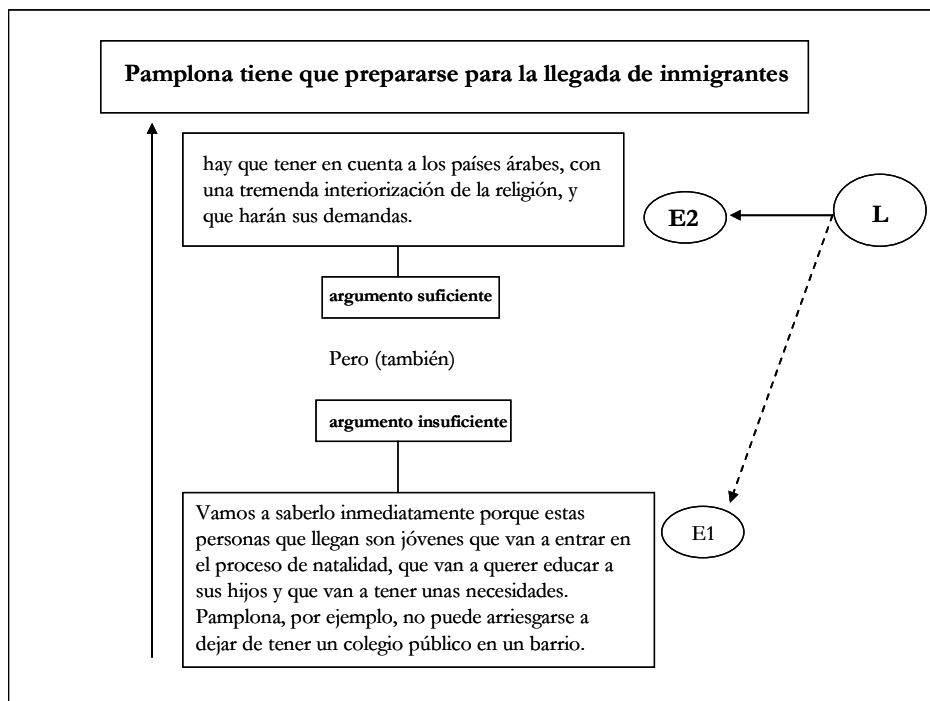 Pamplona tiene que prepararse para la llegada de inmigrantes
hay que tener en cuenta a los países árabes, con
una tremenda interiorización de la religión, y
que harán sus demandas.
E2
L
argumento suficiente
Pero (también)
argumento insuficiente
Vamos a saberlo inmediatamente porque estas
personas que llegan son jóvenes que van a entrar en
el proceso de natalidad, que van a querer educar a
sus hijos y que van a tener unas necesidades.
Pamplona, por ejemplo, no puede arriesgarse a
dejar de tener un colegio público en un barrio.
E1